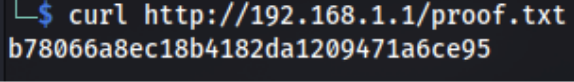 └─$ curl http://192.168.1.1/proof.txt
b78066a8ec18b4182da1209471a6ce95